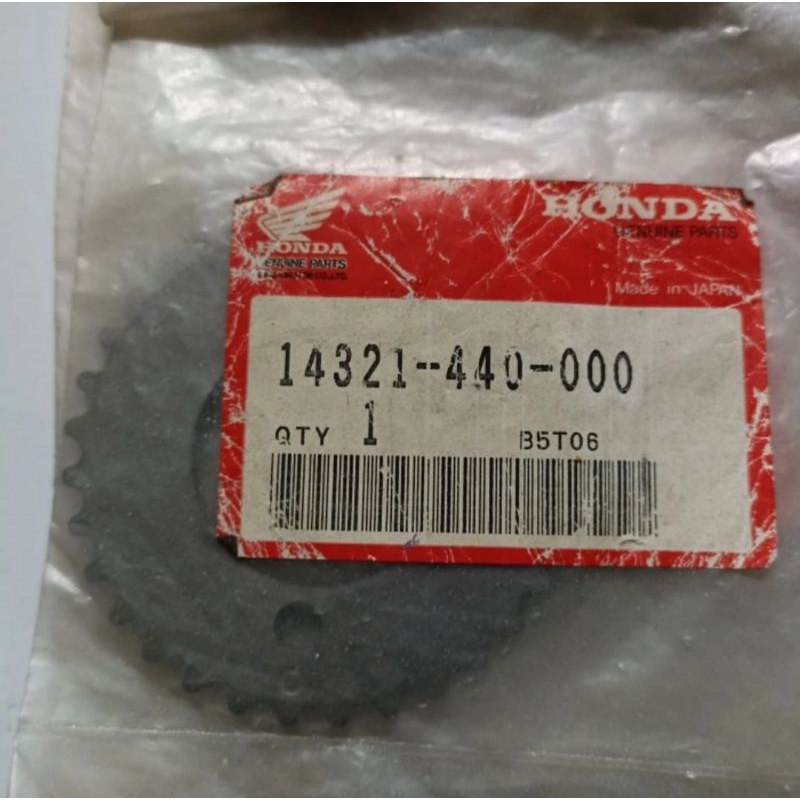 HONDA
GENUINE PARTS
HONDA
GENUINE PARTS
Made in JAPAN
14321-440-000
QTY 1 B5T06